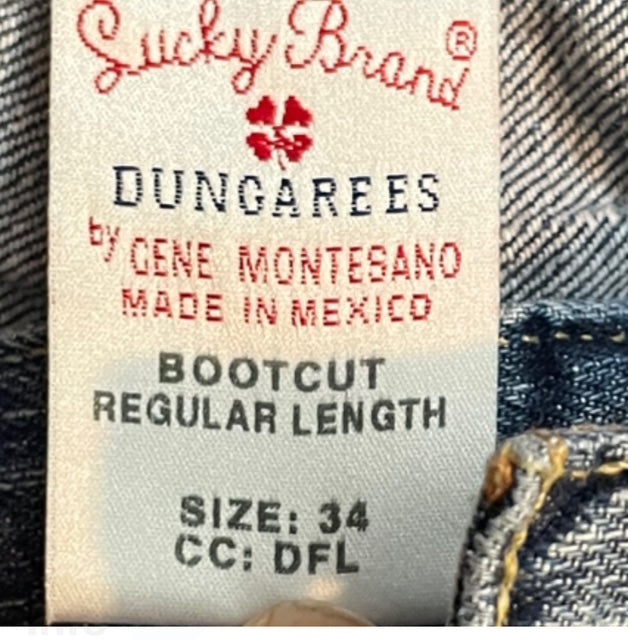 Lucky Brand®
DUNGAREES
by GENE MONTESANO
MADE IN MEXICO
BOOTCUT
REGULAR LENGTH
SIZE: 34
CC: DFL